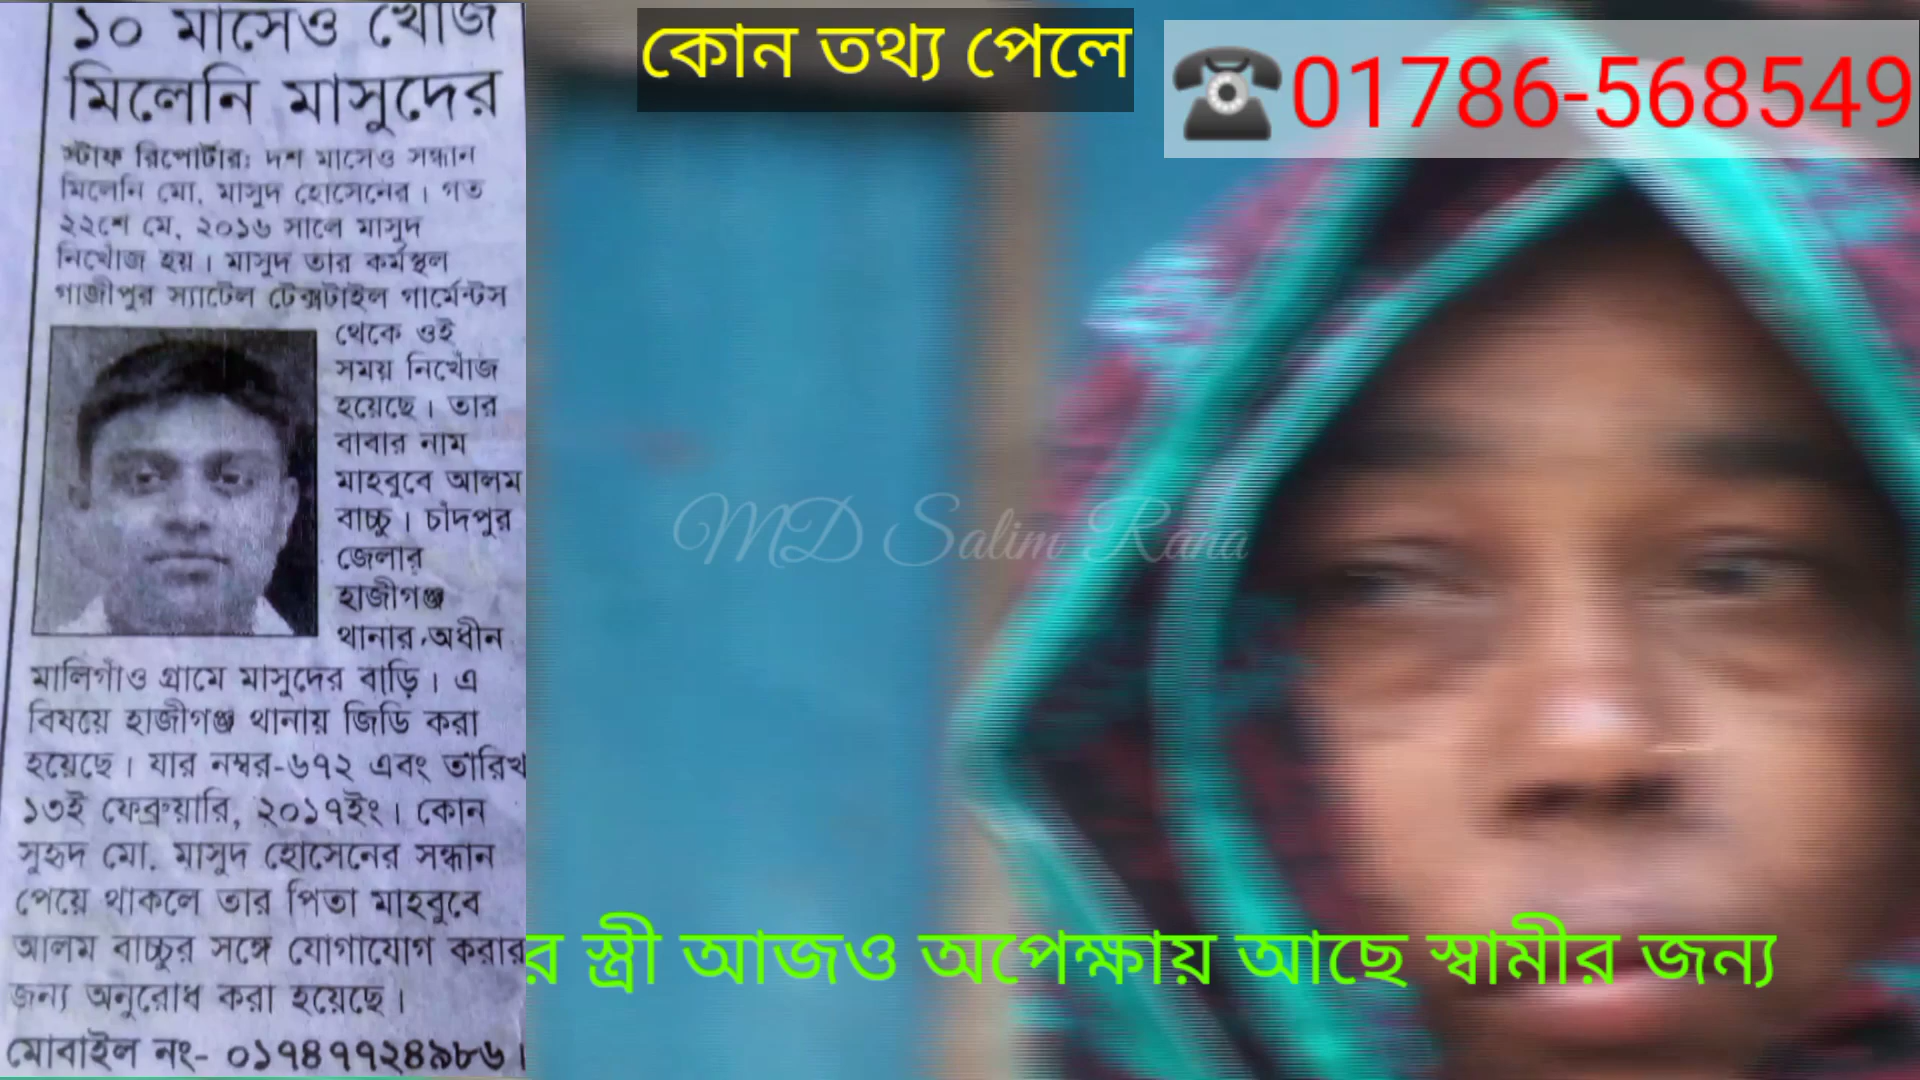 ১০ মাসেও খোঁজ
মিলেনি মাসুদের
স্টাফ রিপোর্টার: দশ মাসেও সন্ধান
মিলেনি মো. মাসুদ হোসেনের। গত
২২শে মে, ২০১৬ সালে মাসুদ
নিখোঁজ হয়। মাসুদ তার কর্মস্থল
গাজীপুর স্যাটেল টেক্সটাইল গার্মেন্টস
থেকে ওই
সময় নিখোঁজ
হয়েছে। তার
বাবার নাম
মাহবুবে আলম
বাচ্চু। চাঁদপুর
জেলার
হাজীগঞ্জ
থানার অধীন
মালিগাঁও গ্রামে মাসুদের বাড়ি। এ
বিষয়ে হাজীগঞ্জ থানায় জিডি করা
হয়েছে। যার নম্বর-৬৭২ এবং তারিখ
১৩ই ফেব্রুয়ারি, ২০১৭ইং। কোন
সুহৃদ মো. মাসুদ হোসেনের সন্ধান
পেয়ে থাকলে তার পিতা মাহবুবে
আলম বাচ্চুর সঙ্গে যোগাযোগ করার
জন্য অনুরোধ করা হয়েছে।
মোবাইল নং- ০১৭৪৭৭২৪৯৮৬।
কোন তথ্য পেলে
☎01786-568549
MD Salim Rana
র স্ত্রী আজও অপেক্ষায় আছে স্বামীর জন্য